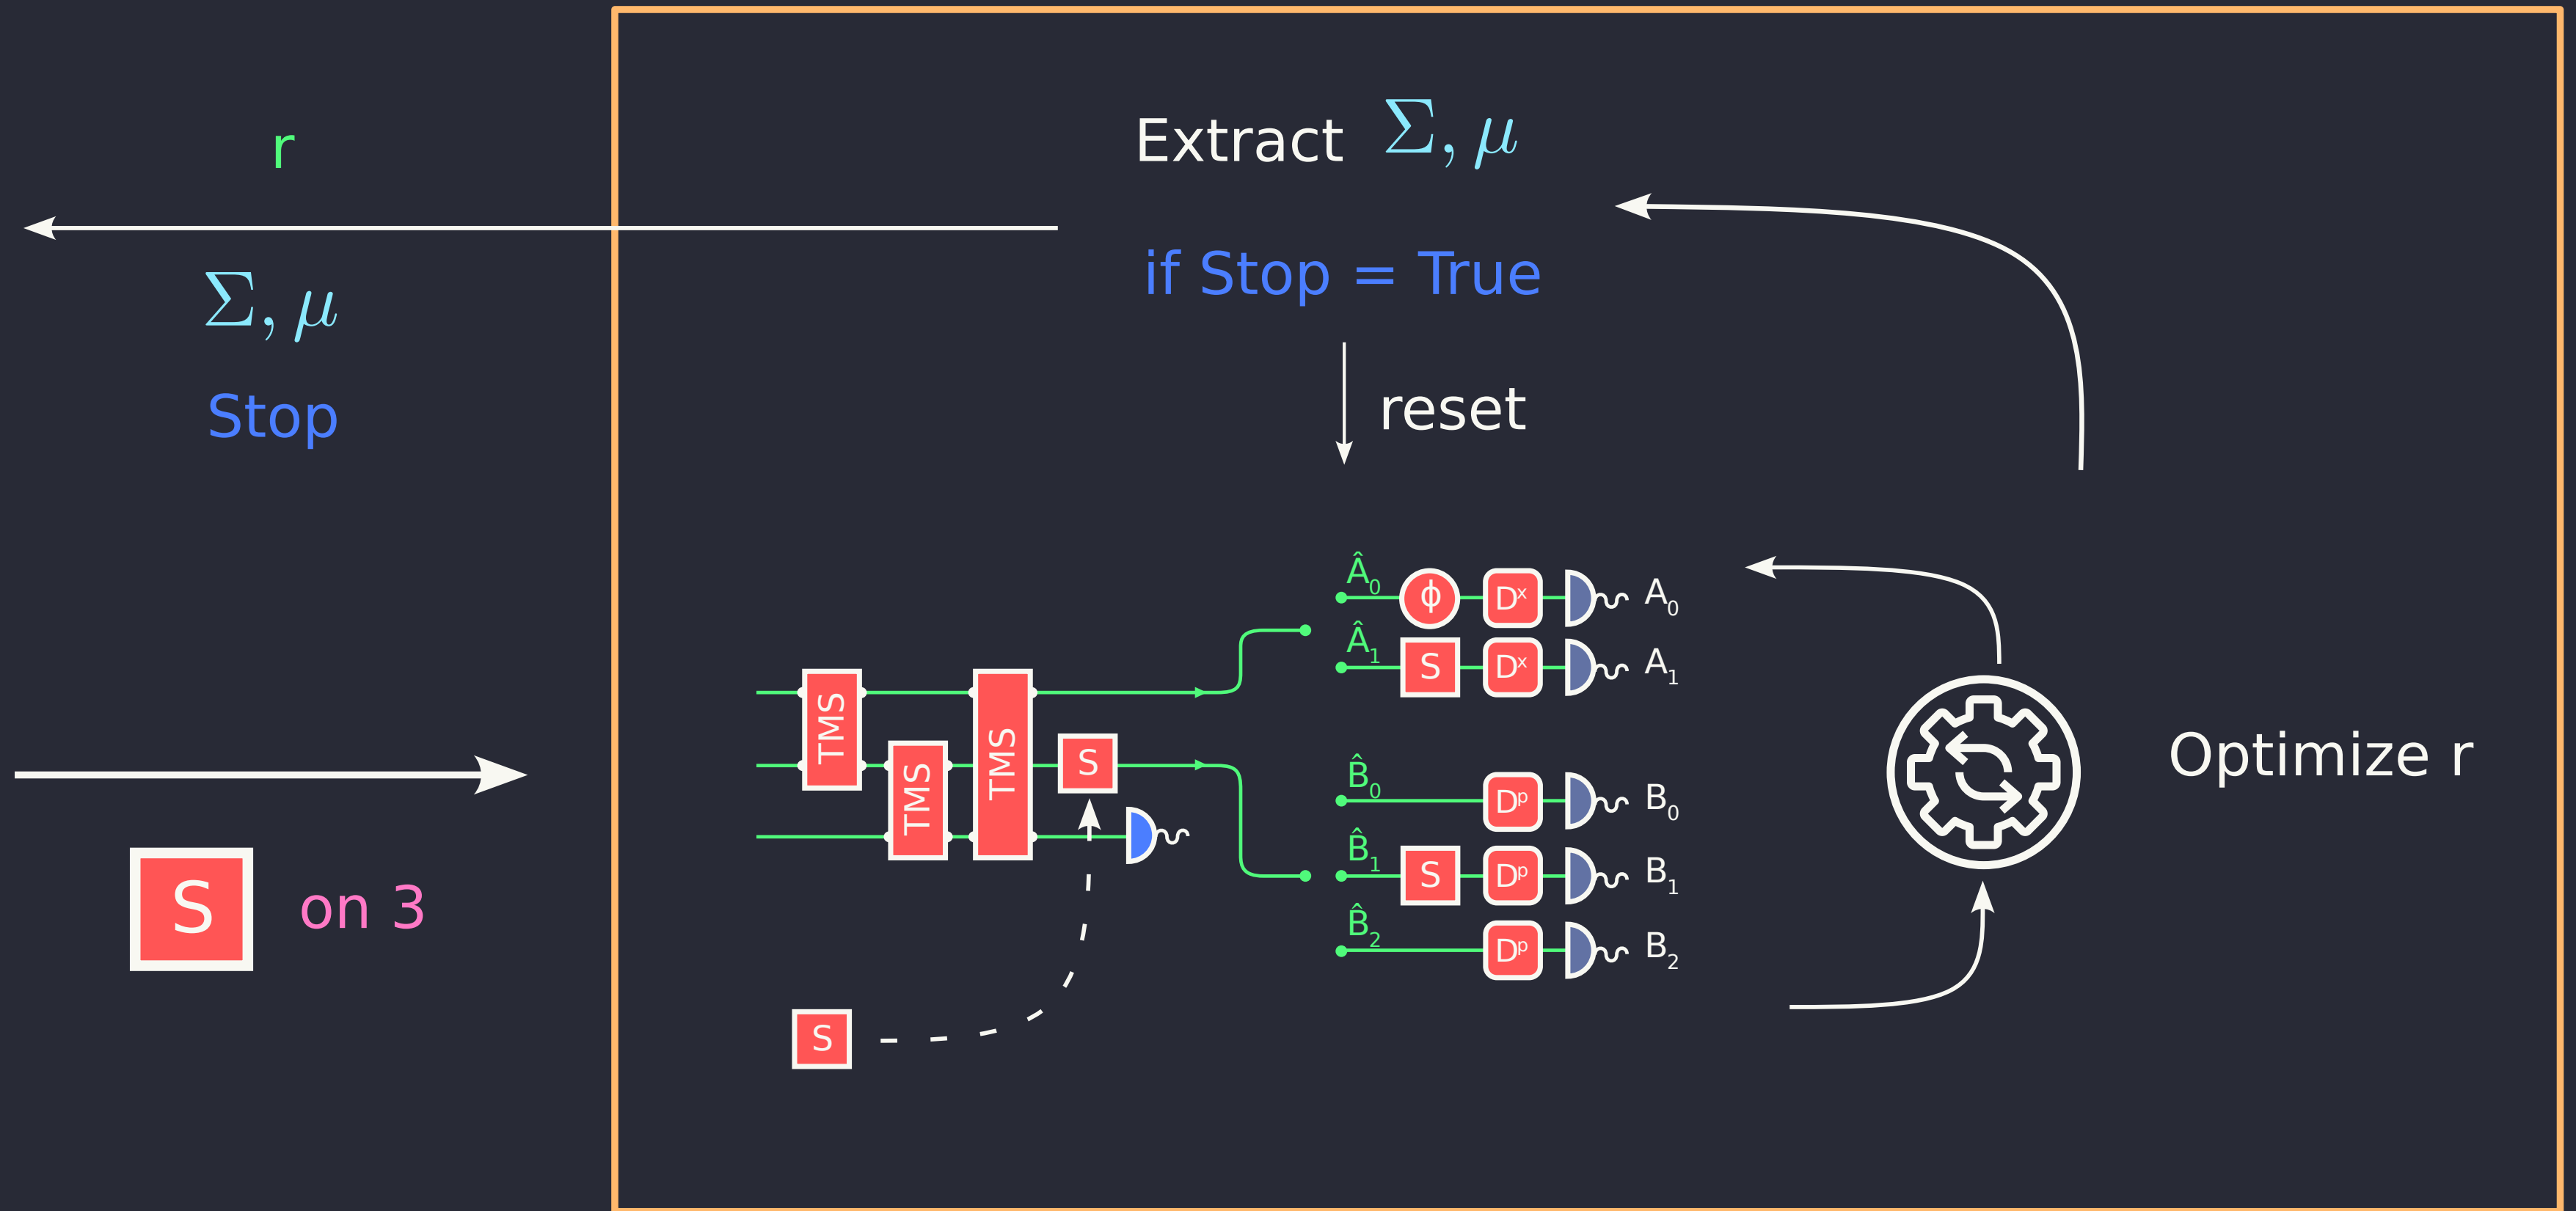 r
Σ, μ
Stop
S on 3
Extract Σ, μ
if Stop = True
reset
TMS
TMS
TMS
S
S
Â0 ϕ Dx A0
Â1 S Dx A1
B̂0 Dp B0
B̂1 S Dp B1
B̂2 Dp B2
Optimize r